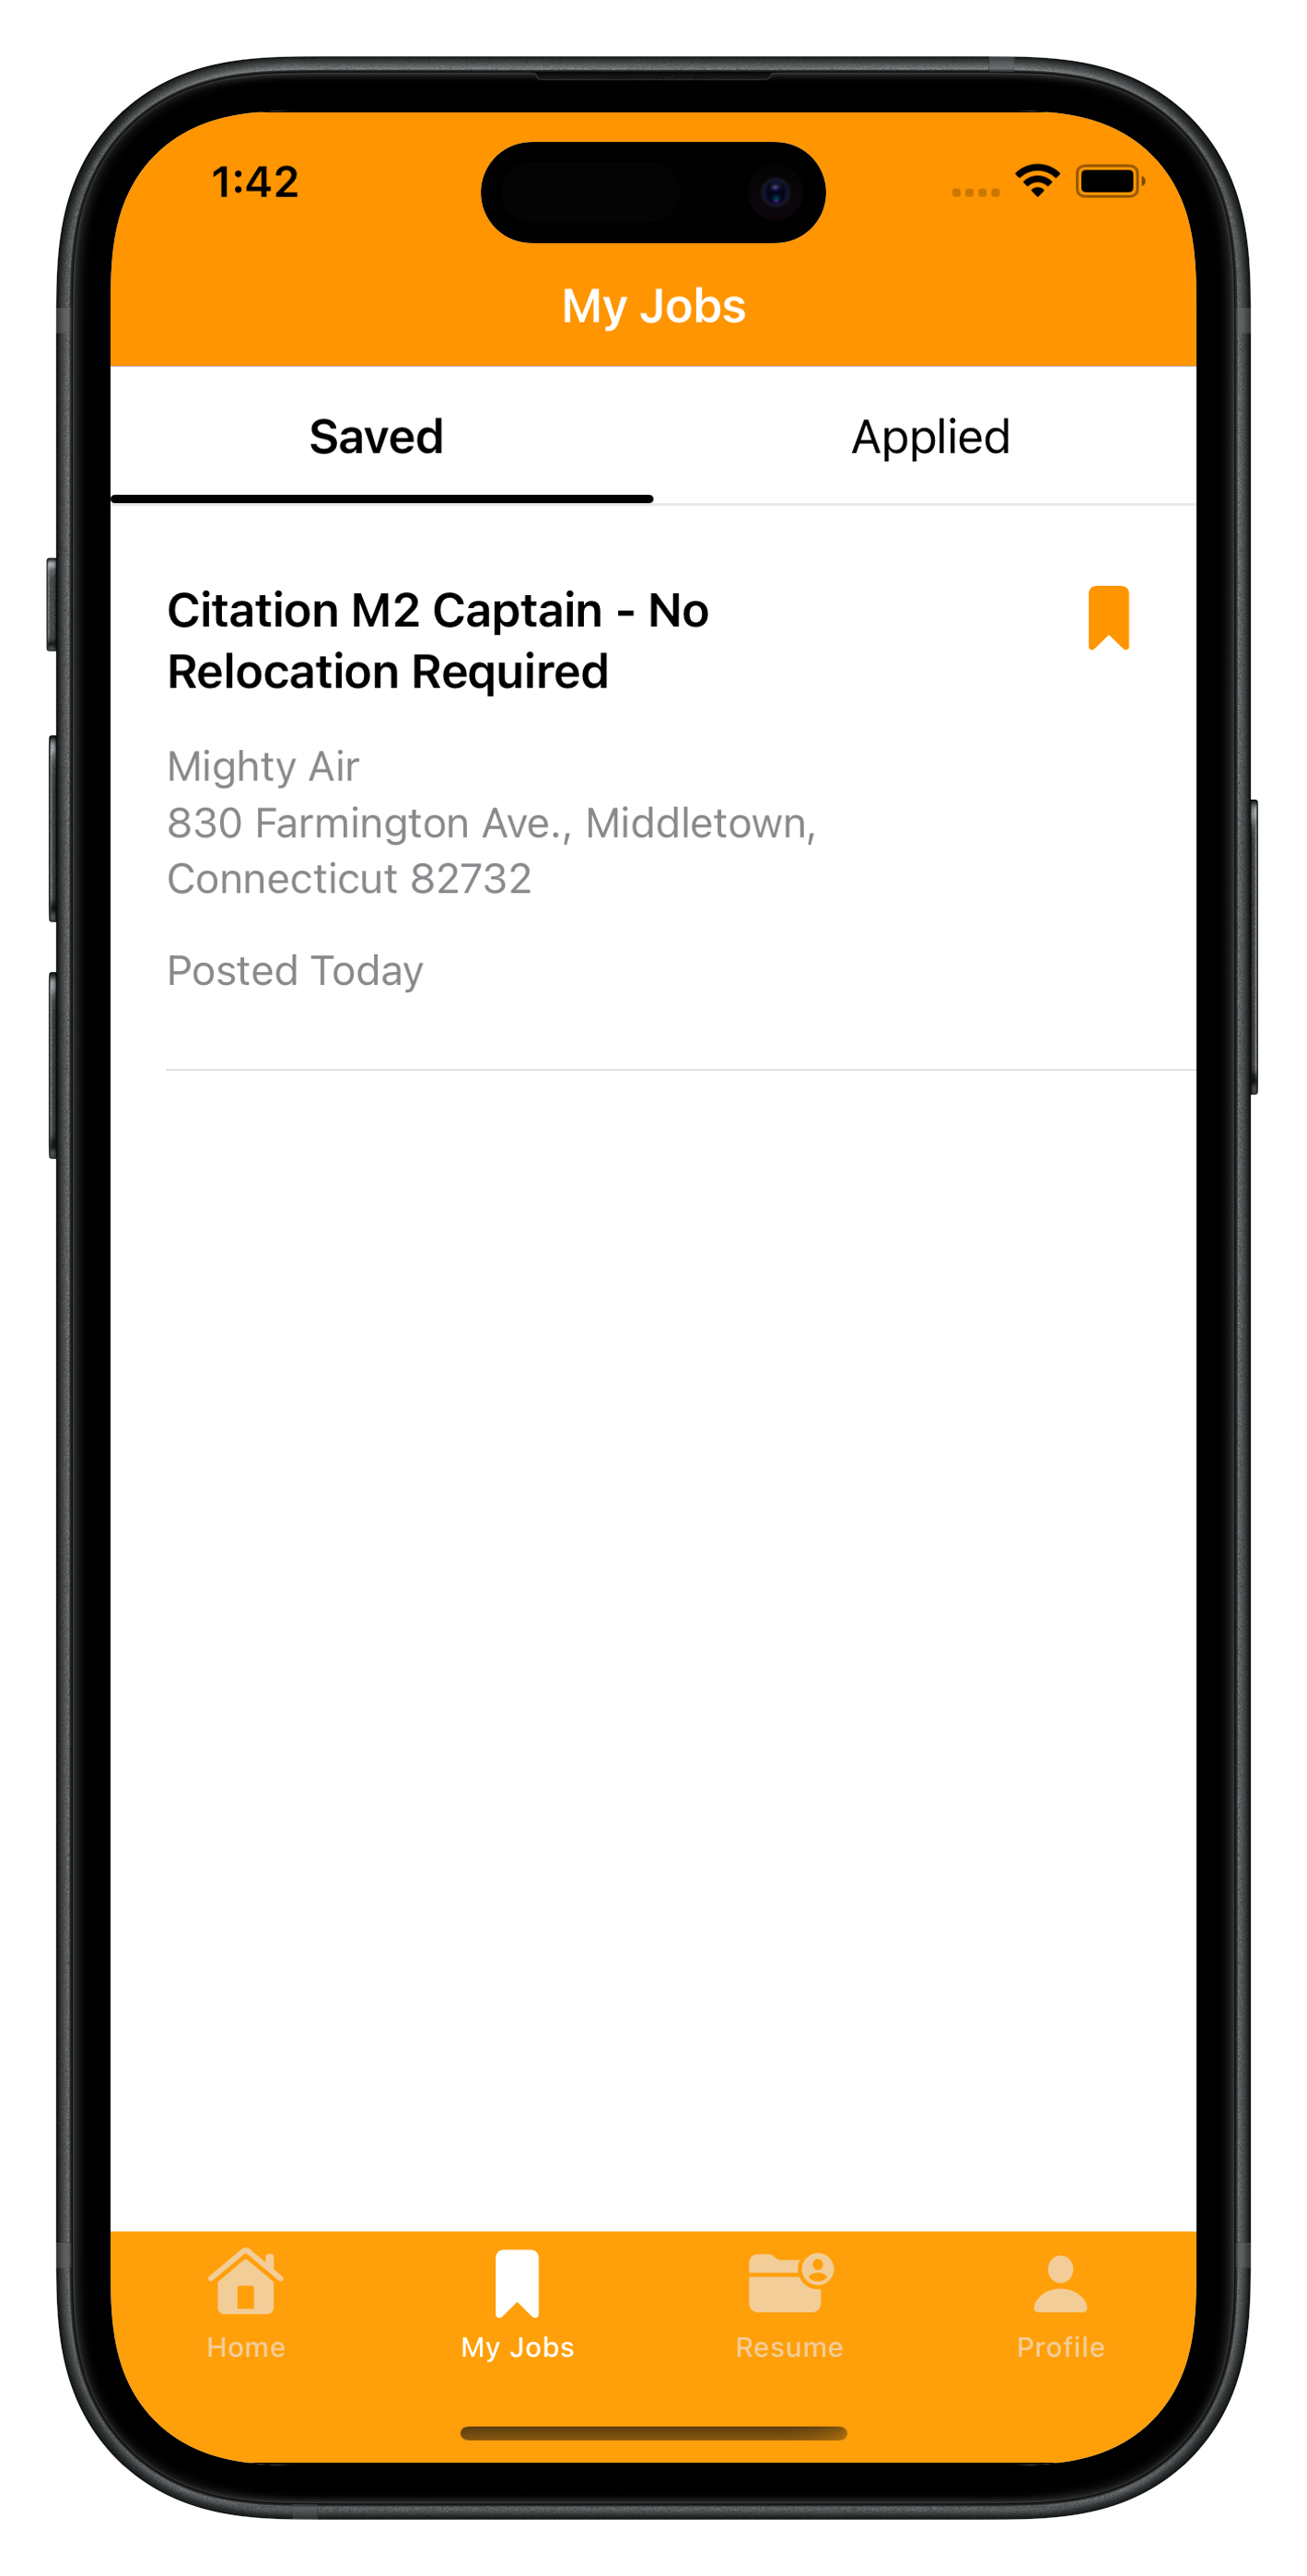 1:42
My Jobs
Saved
Applied
Citation M2 Captain - No
Relocation Required
Mighty Air
830 Farmington Ave., Middletown,
Connecticut 82732
Posted Today
Home
My Jobs
Resume
Profile